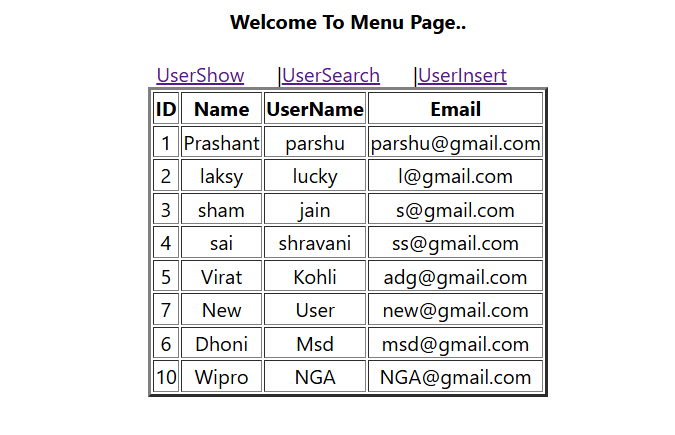 Welcome To Menu Page..
UserShow |UserSearch |UserInsert
ID Name UserName Email
1 Prashant parshu parshu@gmail.com
2 laksy lucky l@gmail.com
3 sham jain s@gmail.com
4 sai shravani ss@gmail.com
5 Virat Kohli adg@gmail.com
7 New User new@gmail.com
6 Dhoni Msd msd@gmail.com
10 Wipro NGA NGA@gmail.com